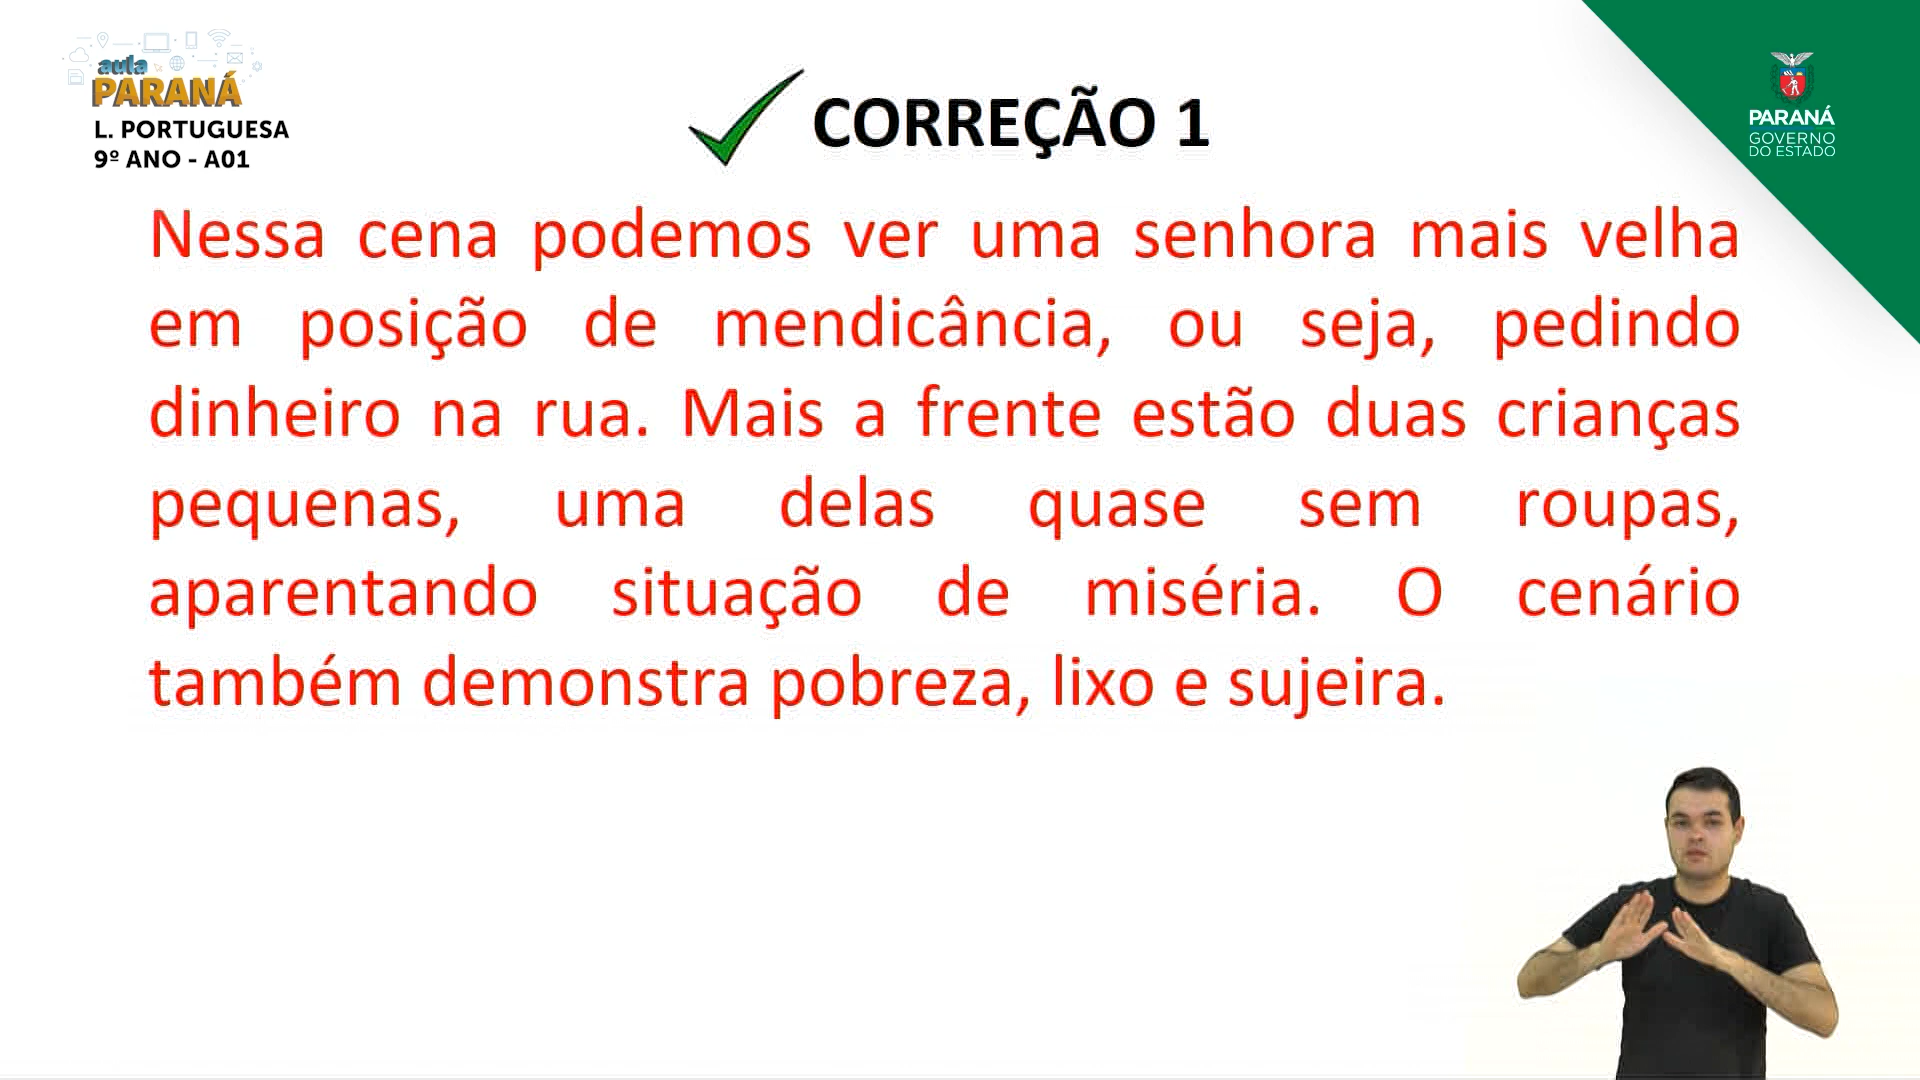 aula
PARANÁ
L. PORTUGUESA
9º ANO - A01
CORREÇÃO 1
PARANÁ
GOVERNO
DO ESTADO
Nessa cena podemos ver uma senhora mais velha
em posição de mendicância, ou seja, pedindo
dinheiro na rua. Mais a frente estão duas crianças
pequenas, uma delas quase sem roupas,
aparentando situação de miséria. O cenário
também demonstra pobreza, lixo e sujeira.